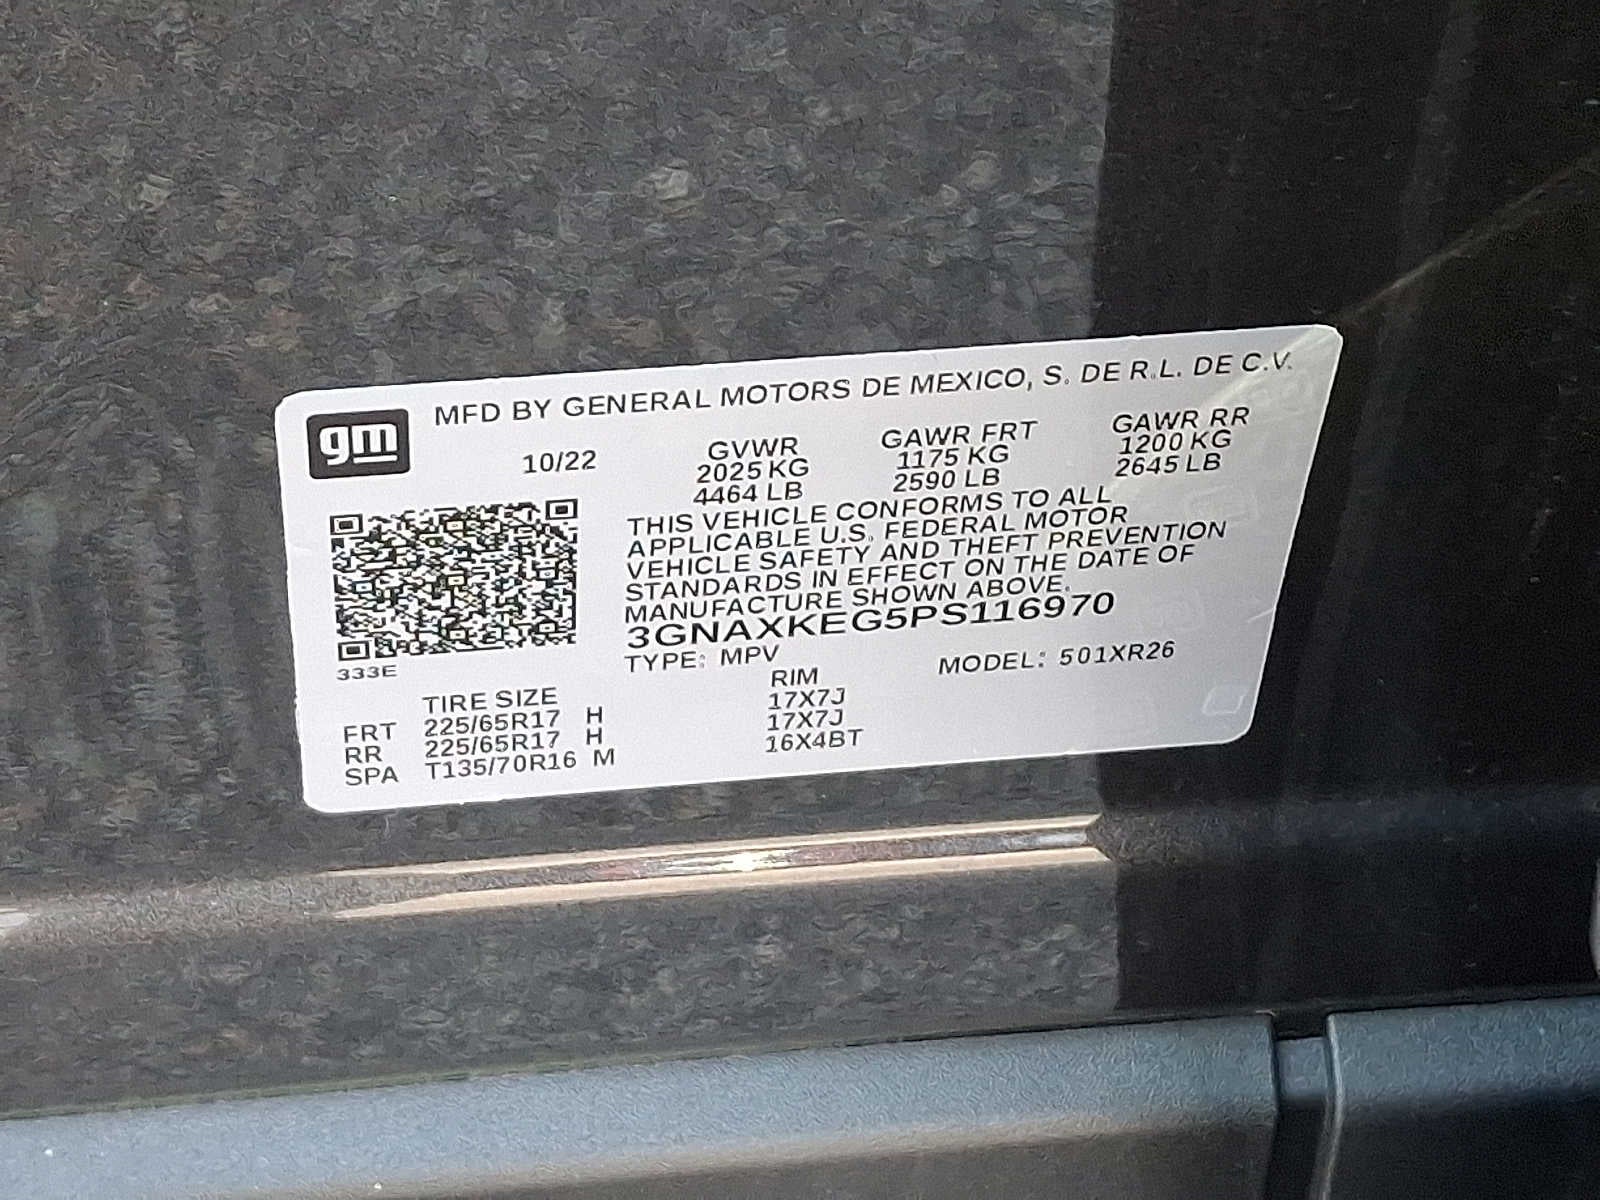 gm
MFD BY GENERAL MOTORS DE MEXICO, S. DE R.L. DE C.V.
10/22 GVWR GAWR FRT GAWR RR
2025 KG 1175 KG 1200 KG
4464 LB 2590 LB 2645 LB
THIS VEHICLE CONFORMS TO ALL
APPLICABLE U.S. FEDERAL MOTOR
VEHICLE SAFETY AND THEFT PREVENTION
STANDARDS IN EFFECT ON THE DATE OF
MANUFACTURE SHOWN ABOVE.
3GNAXKEG5PS116970
333E
TYPE: MPV MODEL: 501XR26
TIRE SIZE RIM
FRT 225/65R17 H 17X7J
RR 225/65R17 H 17X7J
SPA T135/70R16 M 16X4BT